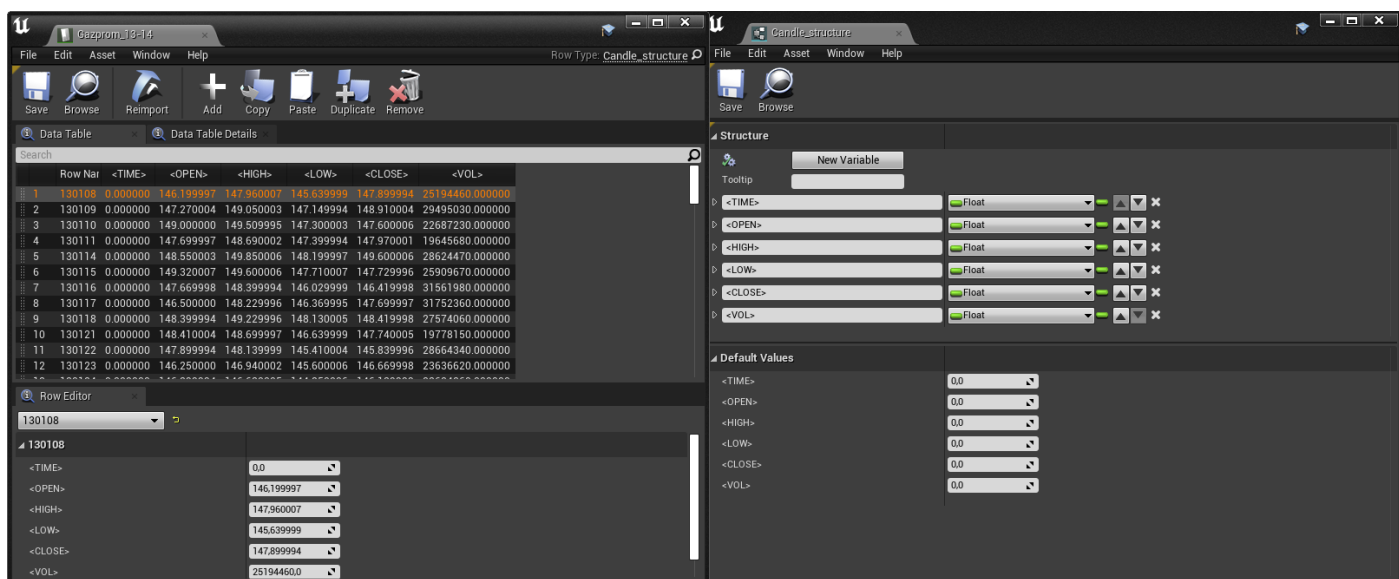 Gazprom_13-14
File Edit Asset Window Help
Row Type: Candle_structure
Save Browse Reimport Add Copy Paste Duplicate Remove
Data Table Data Table Details
Search
Row Nar <TIME> <OPEN> <HIGH> <LOW> <CLOSE> <VOL>
1 130108 0.000000 146.199997 147.960007 145.639999 147.899994 25194460.000000
2 130109 0.000000 147.270004 149.050003 147.149994 148.910004 29495030.000000
3 130110 0.000000 149.000000 149.509995 147.300003 147.600006 22687230.000000
4 130111 0.000000 147.699997 148.690002 147.399994 147.970001 19645680.000000
5 130114 0.000000 148.550003 149.850006 148.199997 149.600006 28624470.000000
6 130115 0.000000 149.320007 149.600006 147.710007 147.729996 25909670.000000
7 130116 0.000000 147.669998 148.399994 146.029999 146.419998 31561980.000000
8 130117 0.000000 146.500000 148.229996 146.369995 147.699997 31752360.000000
9 130118 0.000000 148.399994 149.229996 148.130005 148.419998 27574060.000000
10 130121 0.000000 148.410004 148.699997 146.639999 147.740005 19778150.000000
11 130122 0.000000 147.899994 148.139999 145.410004 145.839996 28664340.000000
12 130123 0.000000 146.250000 146.940002 145.600006 146.669998 23636620.000000
Row Editor
130108
130108
<TIME> 0,0
<OPEN> 146,199997
<HIGH> 147,960007
<LOW> 145,639999
<CLOSE> 147,899994
<VOL> 25194460,0
Candle_structure
File Edit Asset Window Help
Save Browse
Structure
New Variable
Tooltip
<TIME> Float
<OPEN> Float
<HIGH> Float
<LOW> Float
<CLOSE> Float
<VOL> Float
Default Values
<TIME> 0,0
<OPEN> 0,0
<HIGH> 0,0
<LOW> 0,0
<CLOSE> 0,0
<VOL> 0,0